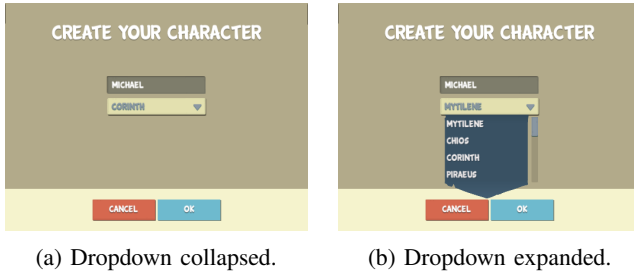 CREATE YOUR CHARACTER
MICHAEL
CORINTH
CANCEL OK
(a) Dropdown collapsed.
CREATE YOUR CHARACTER
MICHAEL
MYTILENE
MYTILENE
CHIOS
CORINTH
PIRAEUS
CANCEL OK
(b) Dropdown expanded.